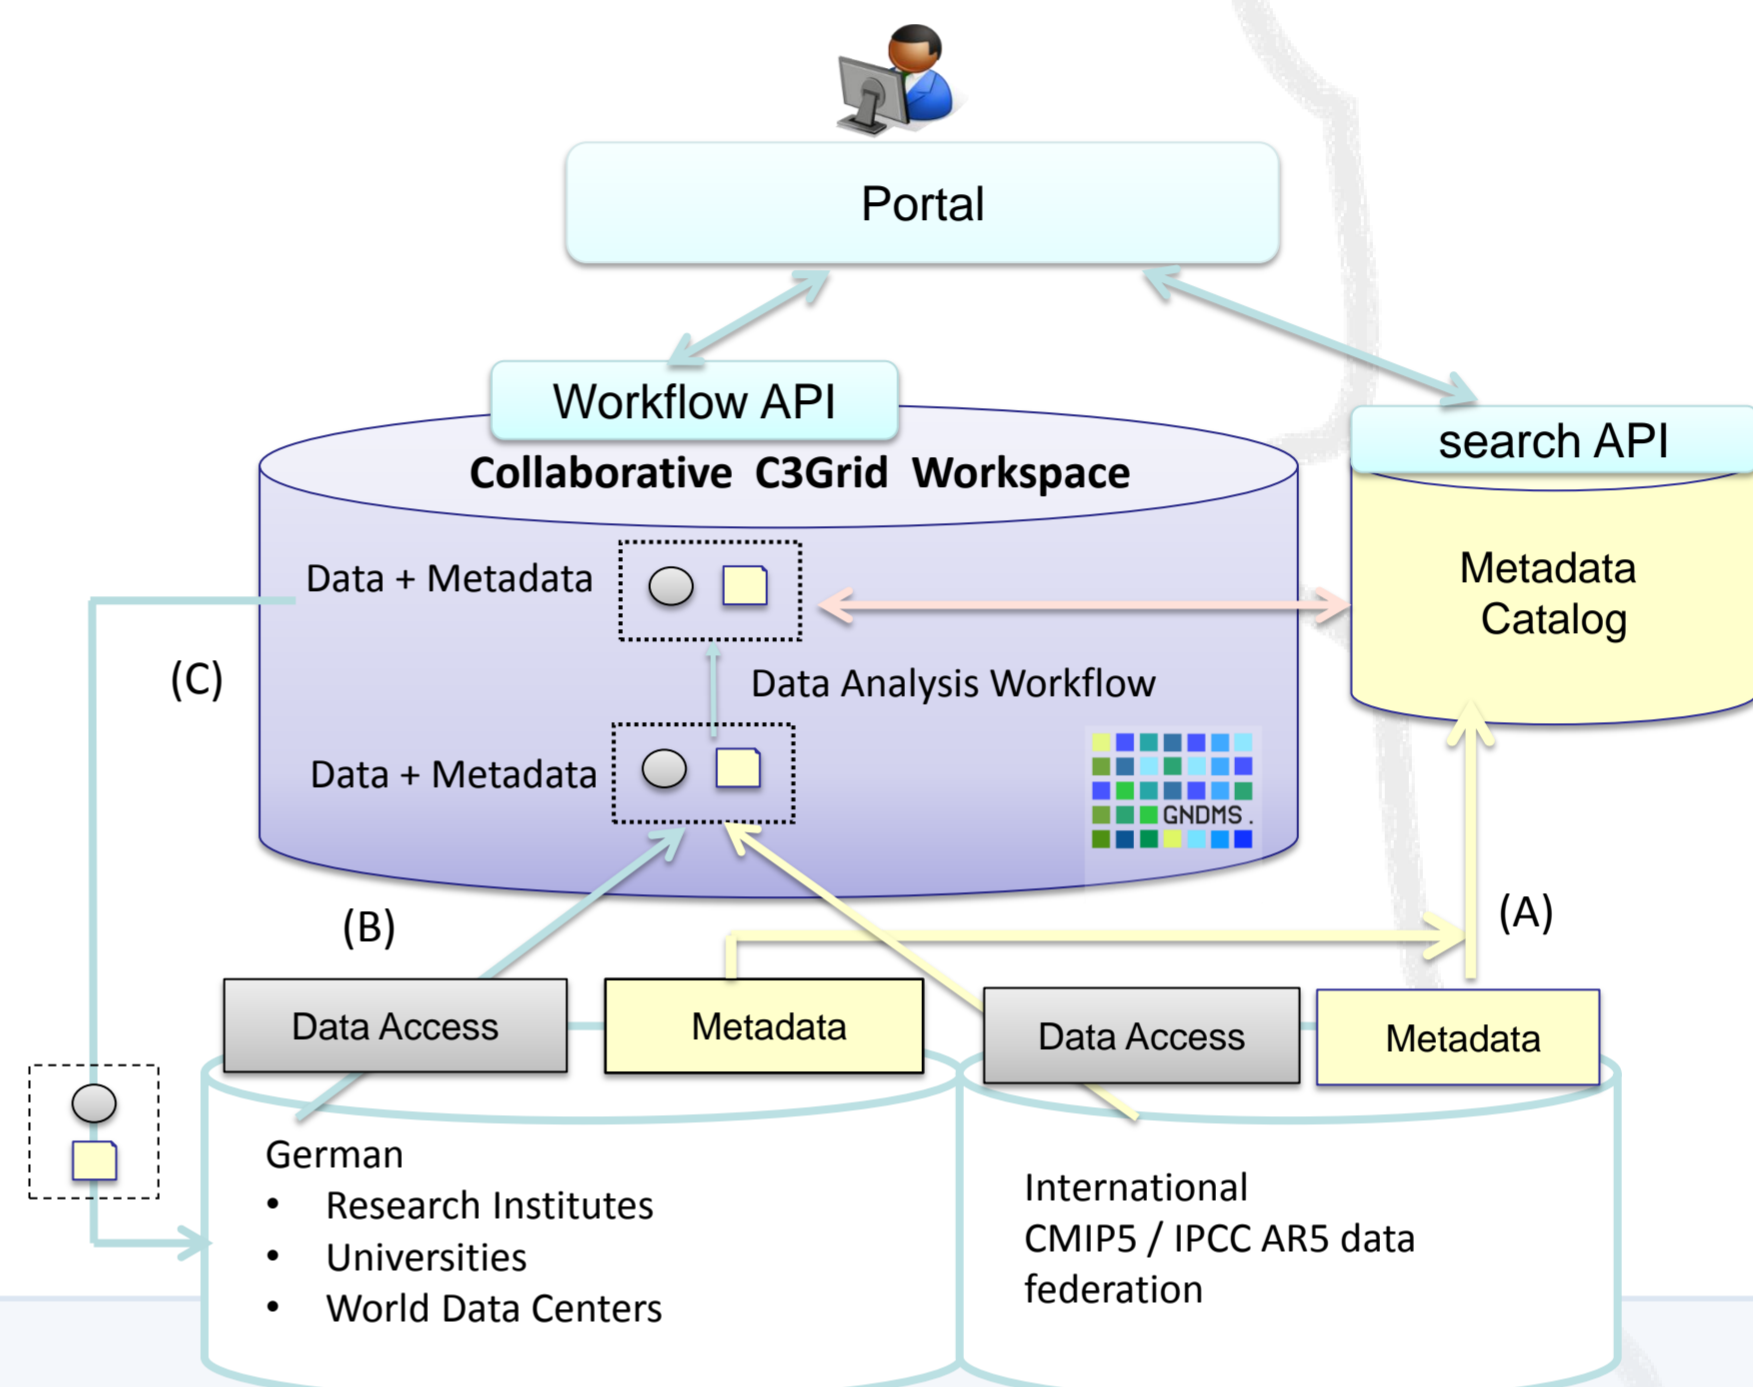 Portal
Workflow API
search API
Collaborative C3Grid Workspace
Data + Metadata
Metadata
Catalog
(C)
Data Analysis Workflow
Data + Metadata
GNDMS.
(B)
(A)
Data Access
Metadata
Data Access
Metadata
German
• Research Institutes
• Universities
• World Data Centers
International
CMIP5 / IPCC AR5 data
federation